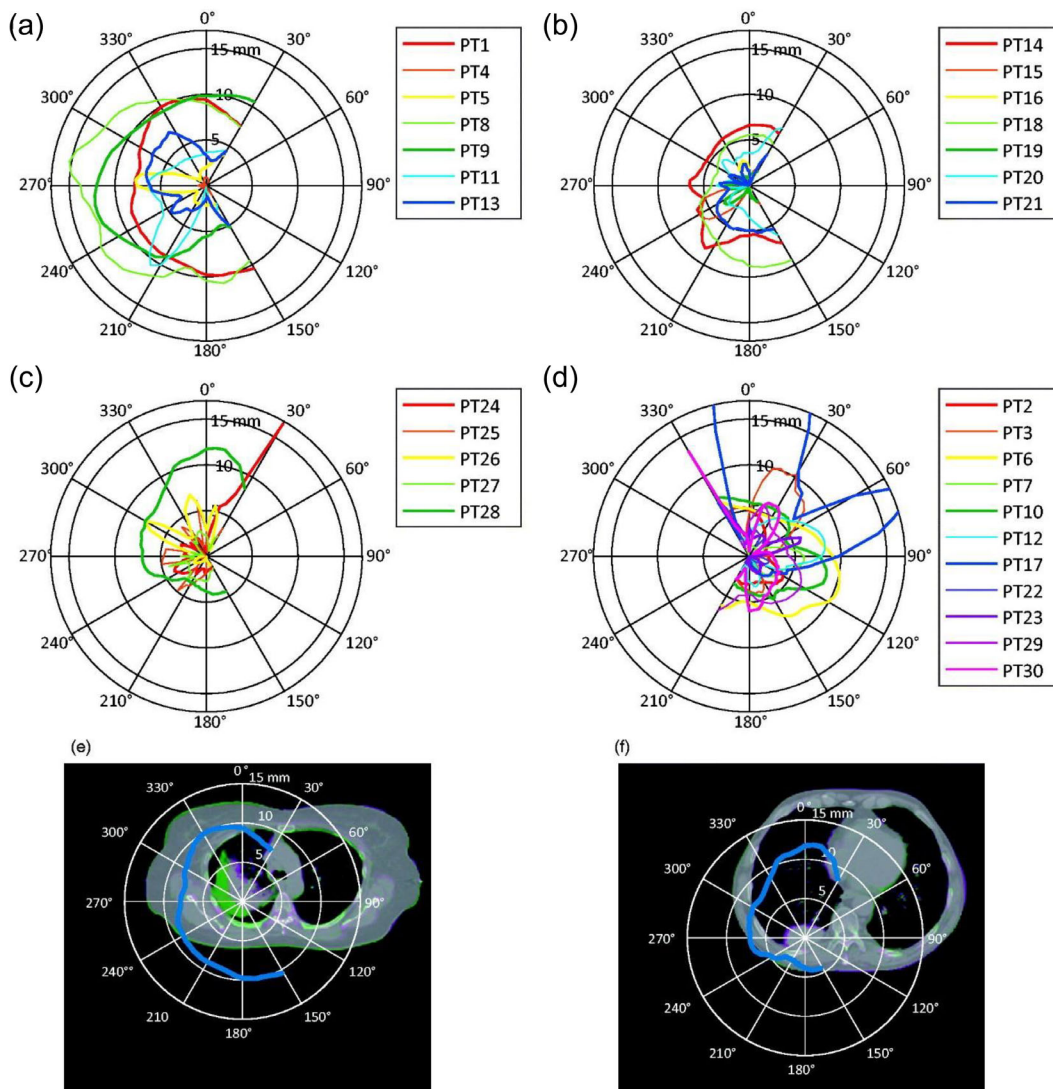 (a)
0°
30°
60°
90°
120°
150°
180°
210°
240°
270°
300°
330°
15 mm
10
5
PT1
PT4
PT5
PT8
PT9
PT11
PT13
(b)
0°
30°
60°
90°
120°
150°
180°
210°
240°
270°
300°
330°
15 mm
10
5
PT14
PT15
PT16
PT18
PT19
PT20
PT21
(c)
0°
30°
60°
90°
120°
150°
180°
210°
240°
270°
300°
330°
15 mm
10
PT24
PT25
PT26
PT27
PT28
(d)
0°
30°
60°
90°
120°
150°
180°
210°
240°
270°
300°
330°
15 mm
10
PT2
PT3
PT6
PT7
PT10
PT12
PT17
PT22
PT23
PT29
PT30
(e)
0°
15 mm
10
5
30°
60°
90°
120°
150°
180°
210
240°°
270°
300°
330°
(f)
0°
15 mm
10
5
30°
60°
90°
120°
150°
180°
210°
240°
270°
300°
330°